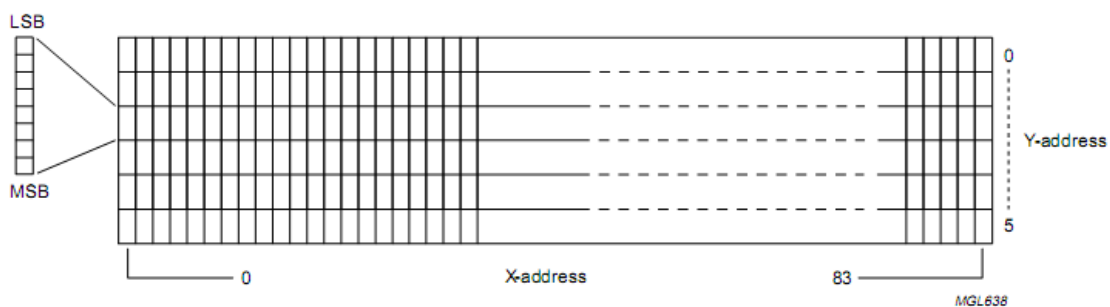 LSB
MSB
0
Y-address
5
0
X-address
83
MGL638